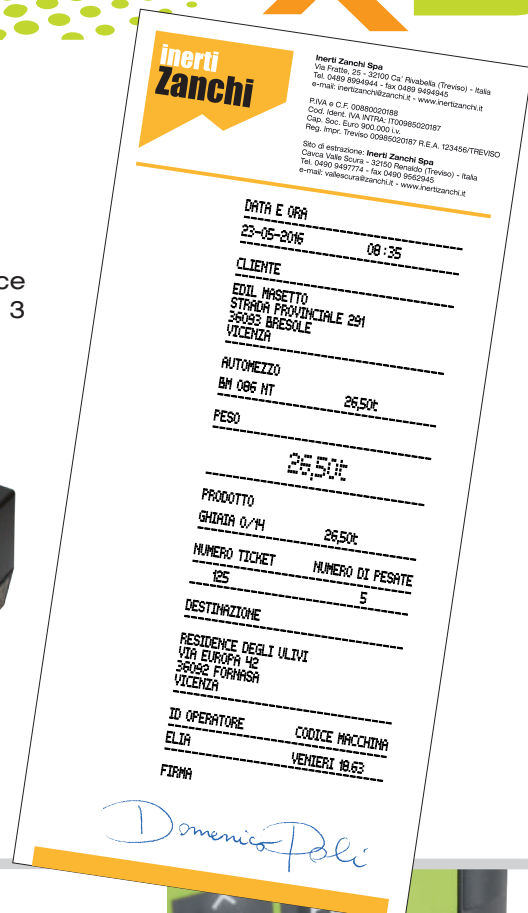 ce
3
inerti
Zanchi
Inerti Zanchi Spa
Via Fratte, 25 - 32100 Ca' Rivabella (Treviso) - Italia
Tel. 0489 8994944 - fax 0489 9494945
e-mail: inertizanchi@zanchi.it - www.inertizanchi.it
P.IVA e C.F. 00880020188
Cod. Ident. IVA INTRA: IT00985020187
Cap. Soc. Euro 900.000 i.v.
Reg. Impr. Treviso 00985020187 R.E.A. 123456/TREVISO
Sito di estrazione: Inerti Zanchi Spa
Cavca Valle Scura - 32150 Renaldo (Treviso) - Italia
Tel. 0490 9497774 - fax 0490 9562945
e-mail: vallescura@zanchi.it - www.inertizanchi.it
DATA E ORA
23-05-2016 08:35
CLIENTE
EDIL MASETTO
STRADA PROVINCIALE 291
36093 BRESOLE
VICENZA
AUTOMEZZO
BM 086 NT 26,50t
PESO
26,50t
PRODOTTO
GHIAIA 0/14 26,50t
NUMERO TICKET NUMERO DI PESATE
125 5
DESTINAZIONE
RESIDENCE DEGLI ULIVI
VIA EUROPA 42
36092 FORNASA
VICENZA
ID OPERATORE CODICE MACCHINA
ELIA VENIERI 18.63
FIRMA
Domenico Poli